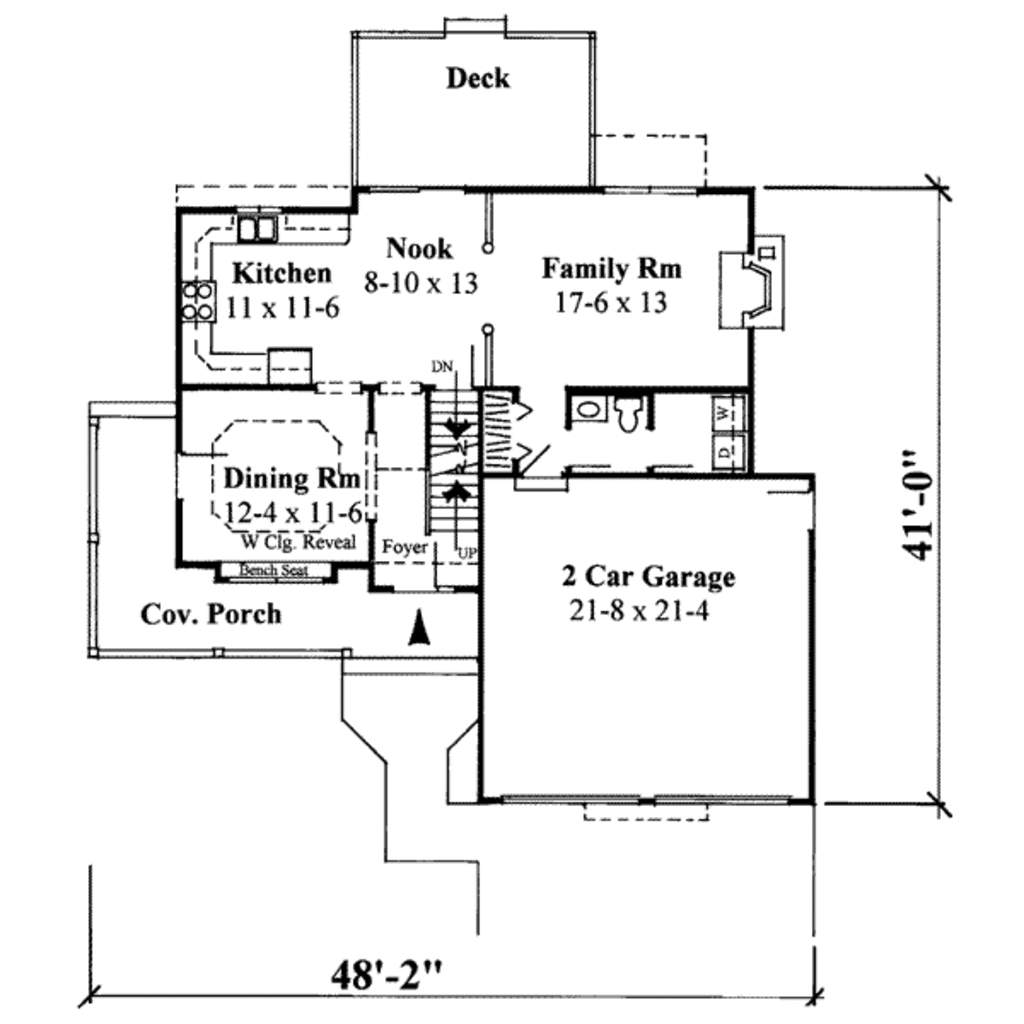 Deck
Nook
8-10 x 13
Kitchen
11 x 11-6
Family Rm
17-6 x 13
DN
W
D
Dining Rm
12-4 x 11-6
W Clg. Reveal
Bench Seat
Foyer
UP
2 Car Garage
21-8 x 21-4
Cov. Porch
41'-0"
48'-2"